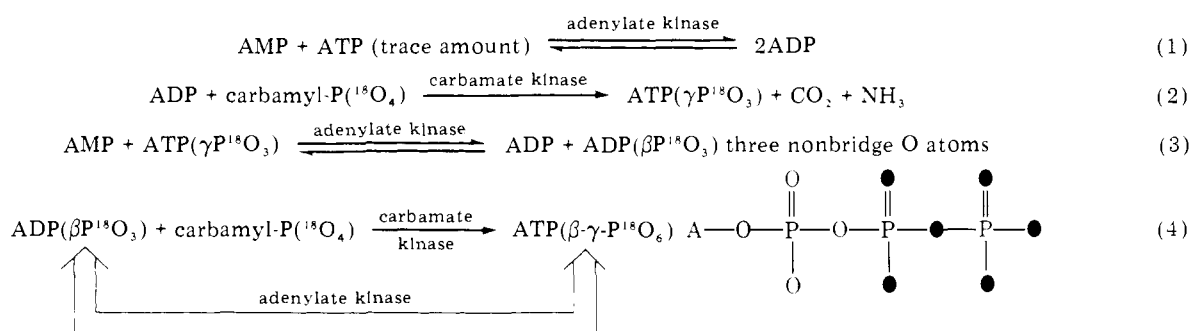 adenylate kinase
AMP + ATP (trace amount) ⇌ 2ADP (1)
carbamate kinase
ADP + carbamyl-P(¹⁸O₄) → ATP(γP¹⁸O₃) + CO₂ + NH₃ (2)
adenylate kinase
AMP + ATP(γP¹⁸O₃) ⇌ ADP + ADP(βP¹⁸O₃) three nonbridge O atoms (3)
O
carbamate
ADP(βP¹⁸O₃) + carbamyl-P(¹⁸O₄) → ATP(β-γ-P¹⁸O₆) A—O—P—O—P—●—P—● (4)
kinase
O
adenylate kinase